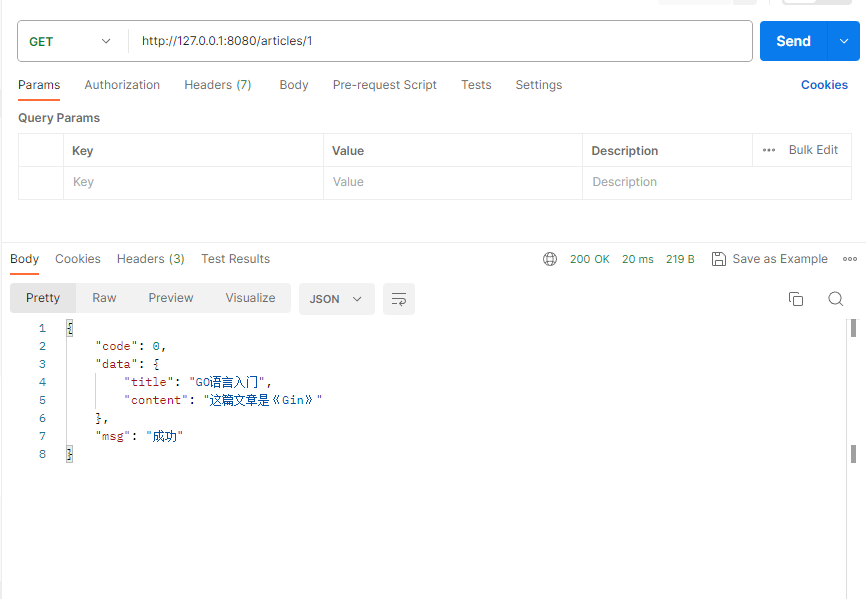 GET http://127.0.0.1:8080/articles/1 Send
Params Authorization Headers (7) Body Pre-request Script Tests Settings Cookies
Query Params
Key Value Description ••• Bulk Edit
Key Value Description
Body Cookies Headers (3) Test Results 200 OK 20 ms 219 B Save as Example
Pretty Raw Preview Visualize JSON
1 {
2 "code": 0,
3 "data": {
4 "title": "GO语言入门",
5 "content": "这篇文章是《Gin》"
6 },
7 "msg": "成功"
8 }